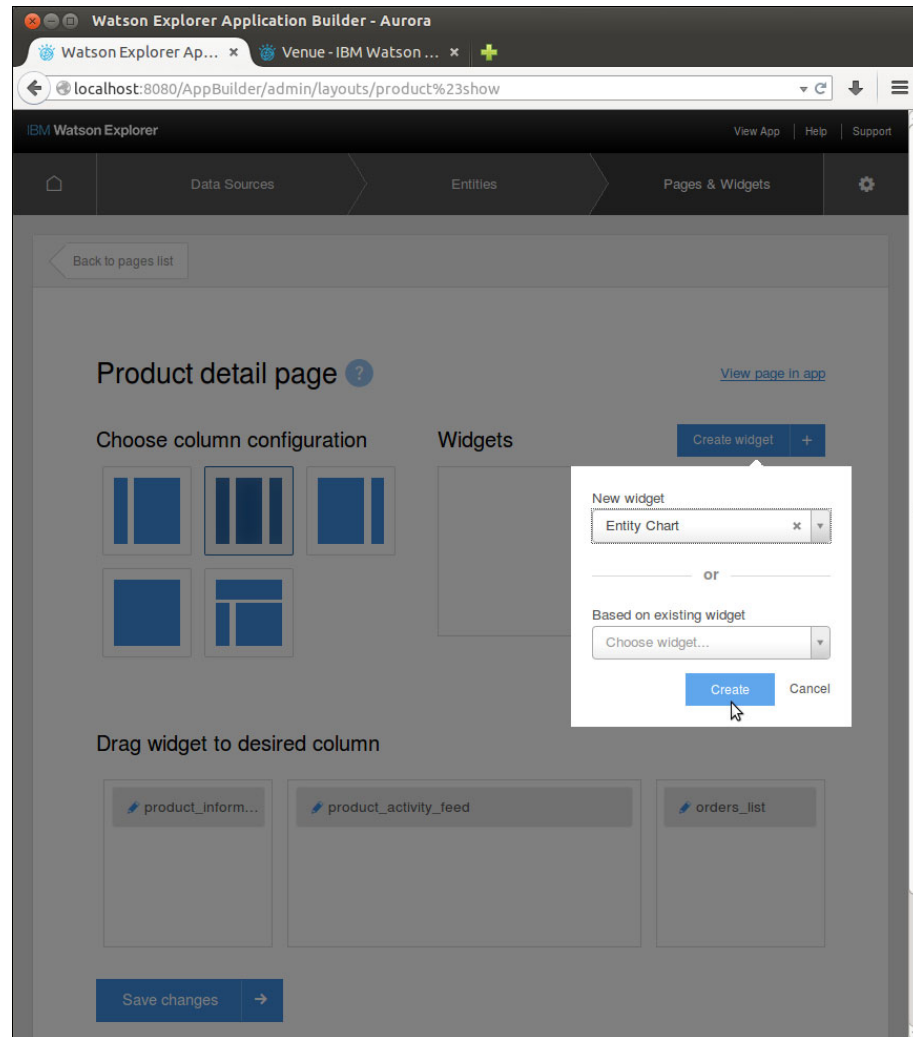 Watson Explorer Application Builder - Aurora
Watson Explorer Ap... × Venue - IBM Watson ... ×
localhost:8080/AppBuilder/admin/layouts/product%23show
IBM Watson Explorer View App Help Support
Data Sources Entities Pages & Widgets
Back to pages list
Product detail page ? View page in app
Choose column configuration Widgets Create widget +
New widget
Entity Chart ×
or
Based on existing widget
Choose widget...
Create Cancel
Drag widget to desired column
product_inform... product_activity_feed orders_list
Save changes →